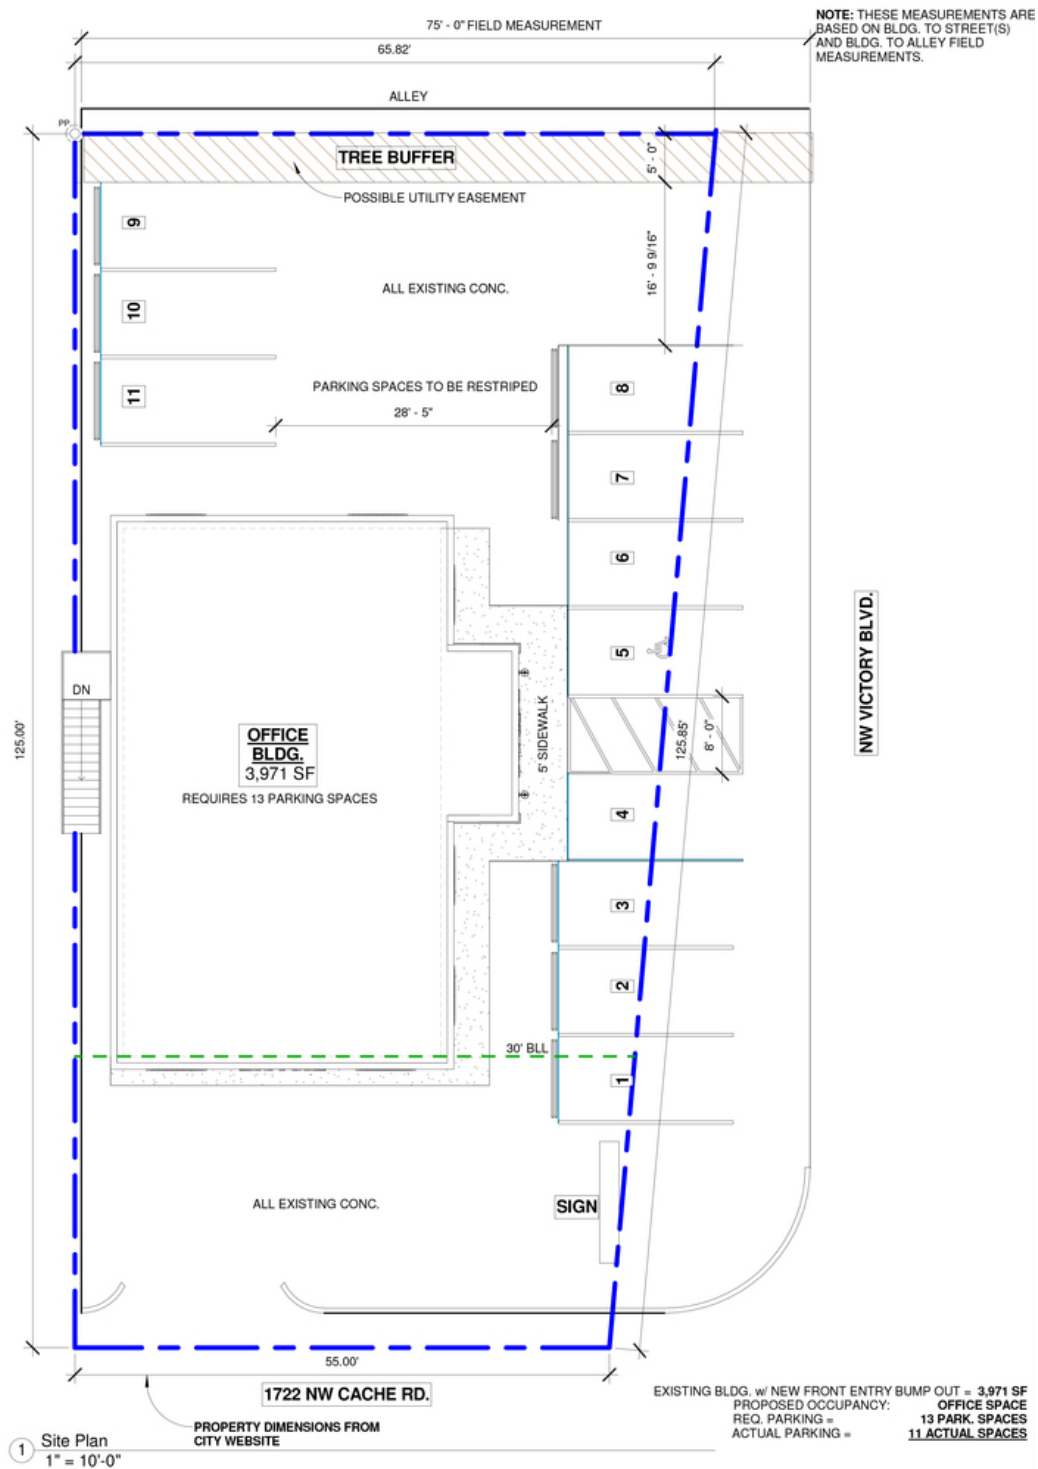 75' - 0" FIELD MEASUREMENT
NOTE: THESE MEASUREMENTS ARE
BASED ON BLDG. TO STREET(S)
AND BLDG. TO ALLEY FIELD
MEASUREMENTS.
65.82'
ALLEY
PP
TREE BUFFER
5' - 0"
POSSIBLE UTILITY EASEMENT
9
16' - 9 9/16"
ALL EXISTING CONC.
10
PARKING SPACES TO BE RESTRIPED
11
8
28' - 5"
7
6
NW VICTORY BLVD.
5
DN
125.00'
OFFICE
BLDG.
3,971 SF
REQUIRES 13 PARKING SPACES
5' SIDEWALK
125.85'
8' - 0"
4
3
2
30' BLL
1
ALL EXISTING CONC.
SIGN
55.00'
1722 NW CACHE RD.
PROPERTY DIMENSIONS FROM
CITY WEBSITE
EXISTING BLDG. w/ NEW FRONT ENTRY BUMP OUT = 3,971 SF
PROPOSED OCCUPANCY: OFFICE SPACE
REQ. PARKING = 13 PARK. SPACES
ACTUAL PARKING = 11 ACTUAL SPACES
1 Site Plan
1" = 10'-0"